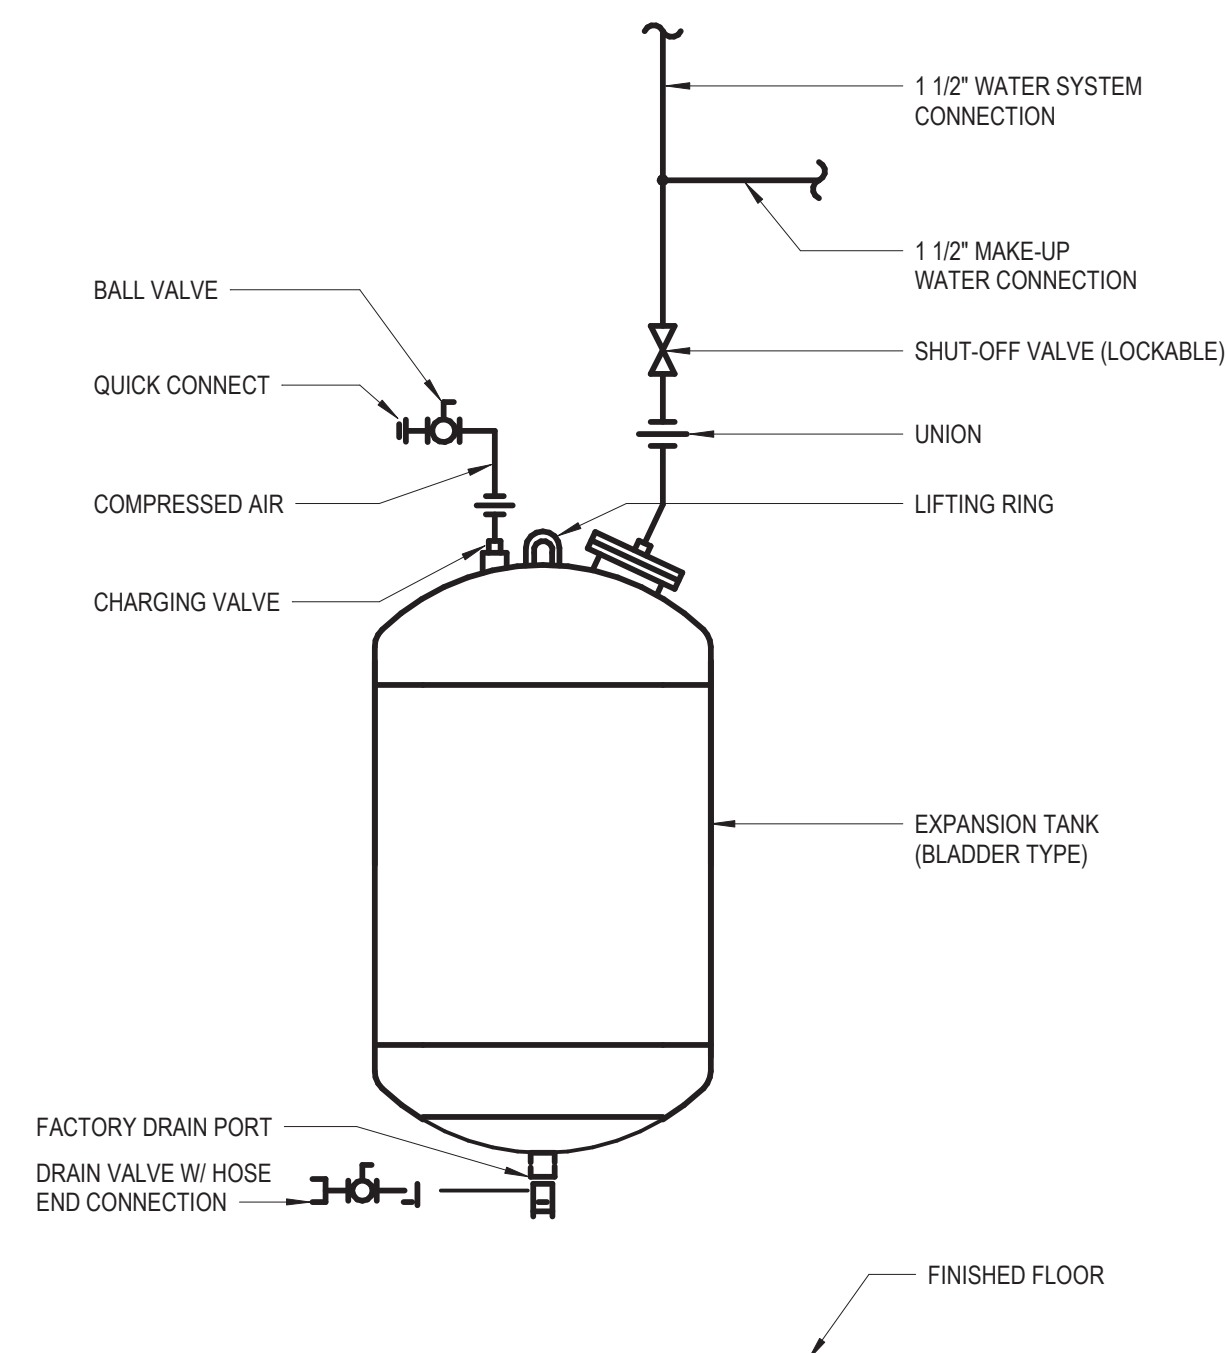 1 1/2" WATER SYSTEM
CONNECTION
1 1/2" MAKE-UP
WATER CONNECTION
BALL VALVE
SHUT-OFF VALVE (LOCKABLE)
QUICK CONNECT
UNION
COMPRESSED AIR
LIFTING RING
CHARGING VALVE
EXPANSION TANK
(BLADDER TYPE)
FACTORY DRAIN PORT
DRAIN VALVE W/ HOSE
END CONNECTION
FINISHED FLOOR